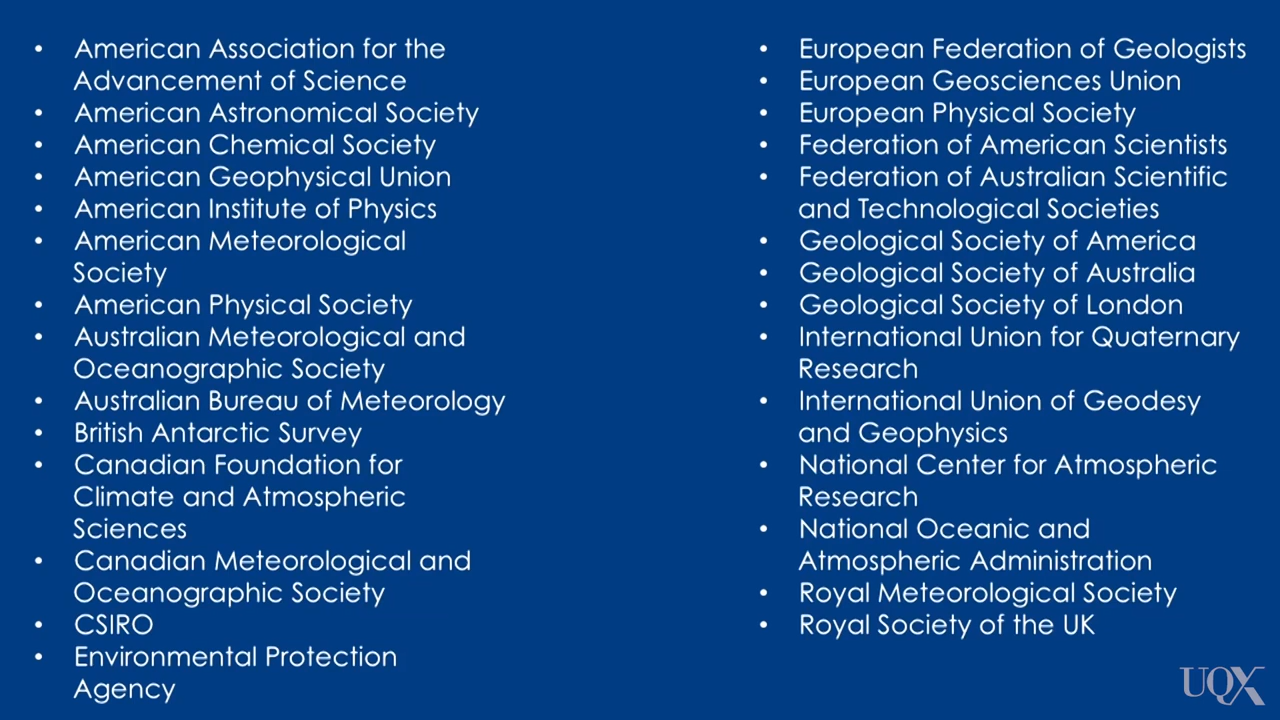 • American Association for the
Advancement of Science
• American Astronomical Society
• American Chemical Society
• American Geophysical Union
• American Institute of Physics
• American Meteorological
Society
• American Physical Society
• Australian Meteorological and
Oceanographic Society
• Australian Bureau of Meteorology
• British Antarctic Survey
• Canadian Foundation for
Climate and Atmospheric
Sciences
• Canadian Meteorological and
Oceanographic Society
• CSIRO
• Environmental Protection
Agency
• European Federation of Geologists
• European Geosciences Union
• European Physical Society
• Federation of American Scientists
• Federation of Australian Scientific
and Technological Societies
• Geological Society of America
• Geological Society of Australia
• Geological Society of London
• International Union for Quaternary
Research
• International Union of Geodesy
and Geophysics
• National Center for Atmospheric
Research
• National Oceanic and
Atmospheric Administration
• Royal Meteorological Society
• Royal Society of the UK
UQX